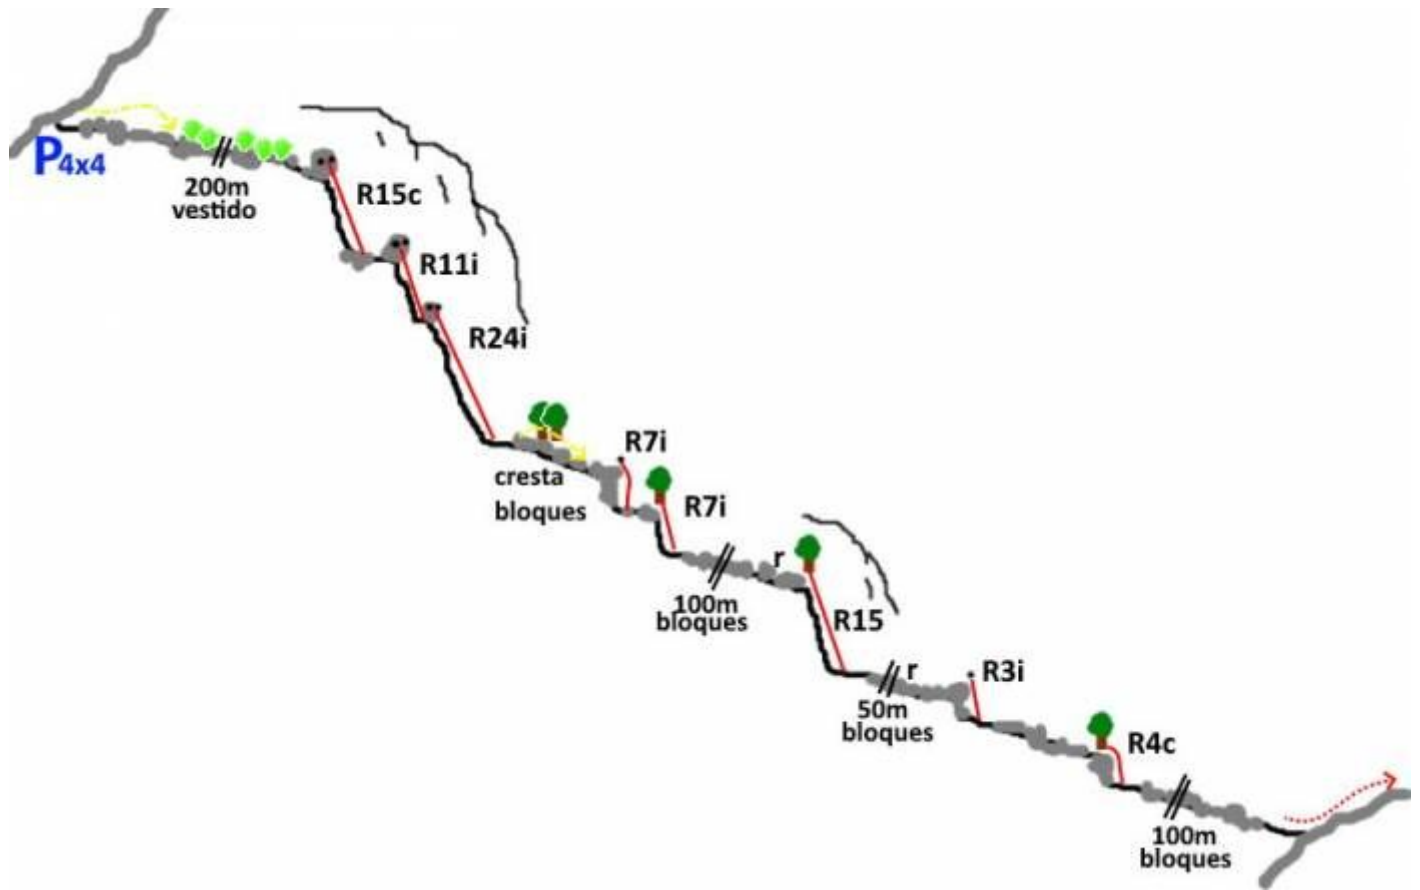 P4x4
200m
vestido
R15c
R11i
R24i
cresta
bloques
R7i
R7i
100m
bloques
r
R15
50m
bloques
r
R3i
R4c
100m
bloques